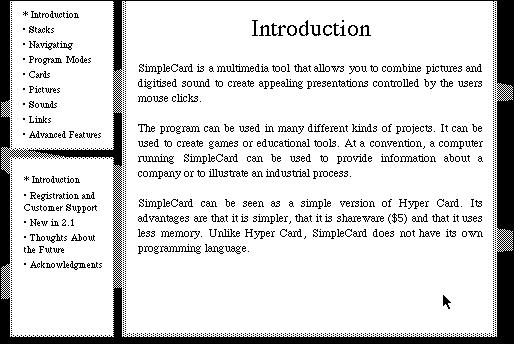 * Introduction
• Stacks
• Navigating
• Program Modes
• Cards
• Pictures
• Sounds
• Links
• Advanced Features
* Introduction
• Registration and
Customer Support
• New in 2.1
• Thoughts About
the Future
• Acknowledgments
Introduction
SimpleCard is a multimedia tool that allows you to combine pictures and
digitised sound to create appealing presentations controlled by the users
mouse clicks.
The program can be used in many different kinds of projects. It can be
used to create games or educational tools. At a convention, a computer
running SimpleCard can be used to provide information about a
company or to illustrate an industrial process.
SimpleCard can be seen as a simple version of Hyper Card. Its
advantages are that it is simpler, that it is shareware ($5) and that it uses
less memory. Unlike Hyper Card, SimpleCard does not have its own
programming language.